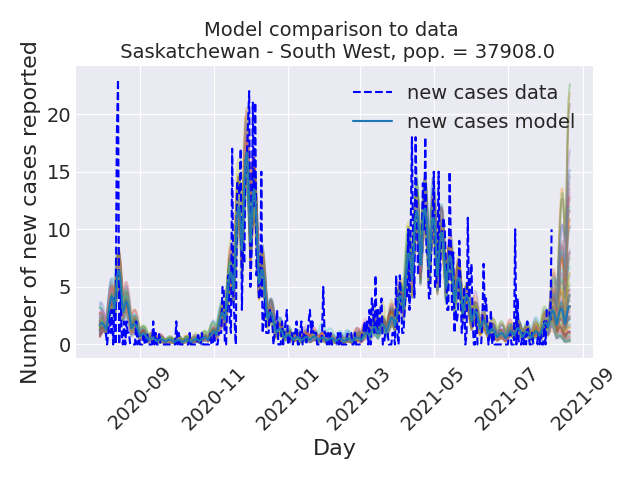 Model comparison to data
Saskatchewan - South West, pop. = 37908.0
Number of new cases reported
20
15
10
5
0
new cases data
new cases model
2020-09
2020-11
2021-01
2021-03
2021-05
2021-07
2021-09
Day